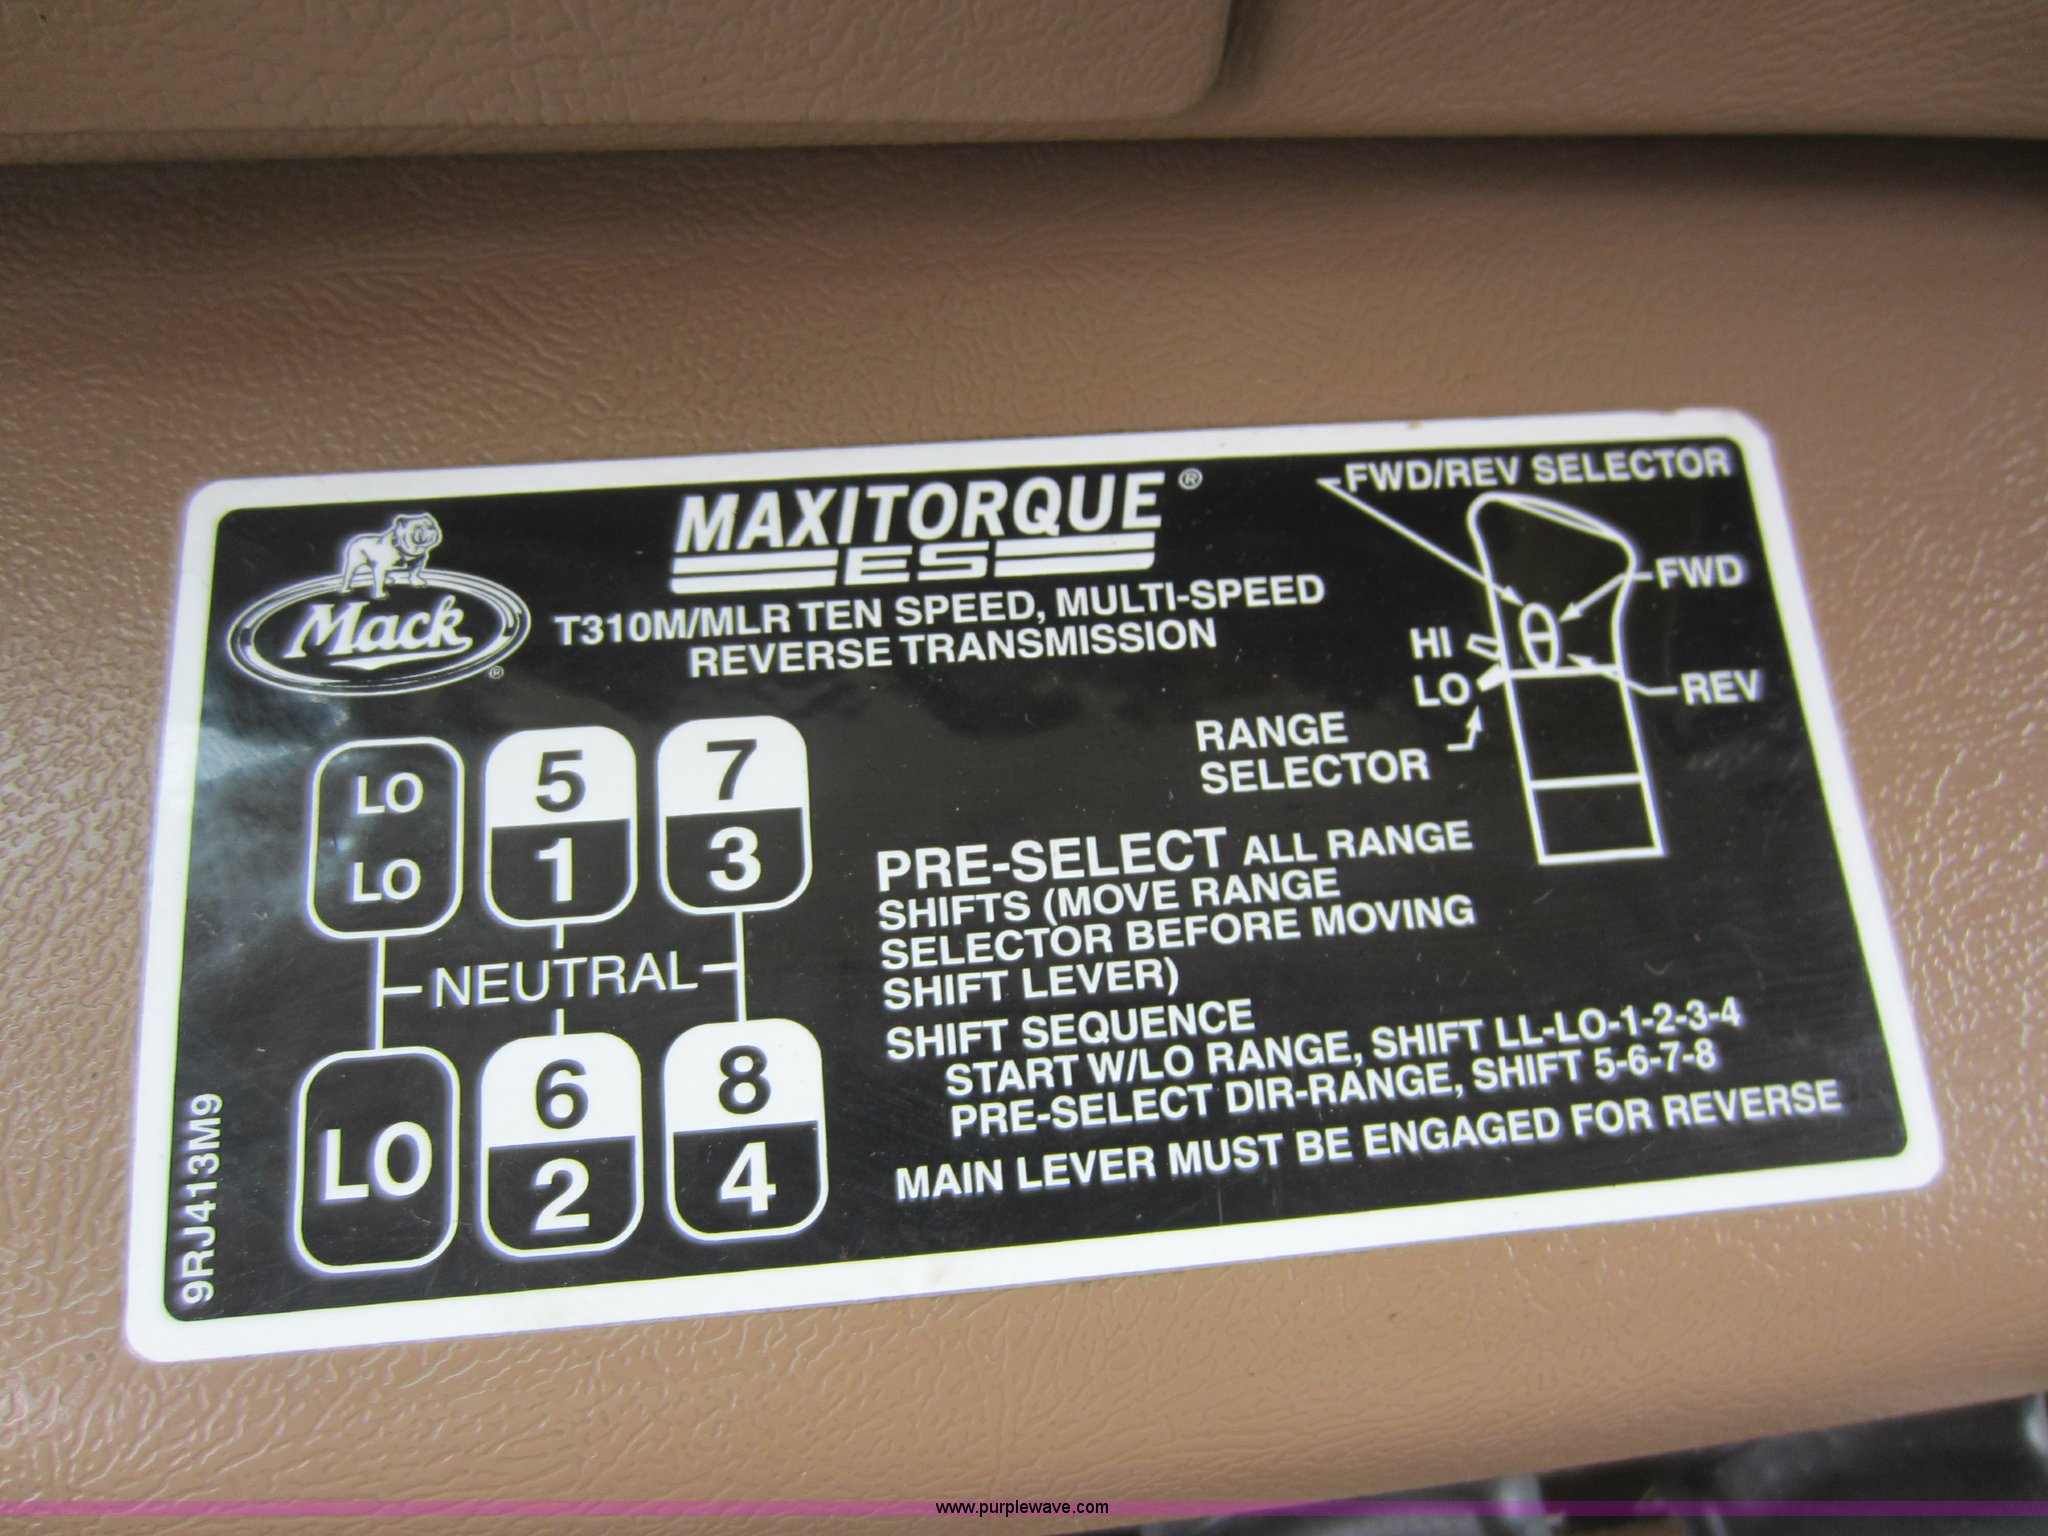 Mack®
MAXITORQUE®
ES
T310M/MLR TEN SPEED, MULTI-SPEED
REVERSE TRANSMISSION
FWD/REV SELECTOR
FWD
HI
LO
REV
RANGE
SELECTOR
LO
LO
5
1
7
3
NEUTRAL
LO
6
2
8
4
PRE-SELECT ALL RANGE
SHIFTS (MOVE RANGE
SELECTOR BEFORE MOVING
SHIFT LEVER)
SHIFT SEQUENCE
START W/LO RANGE, SHIFT LL-LO-1-2-3-4
PRE-SELECT DIR-RANGE, SHIFT 5-6-7-8
MAIN LEVER MUST BE ENGAGED FOR REVERSE
9RJ413M9
www.purplewave.com